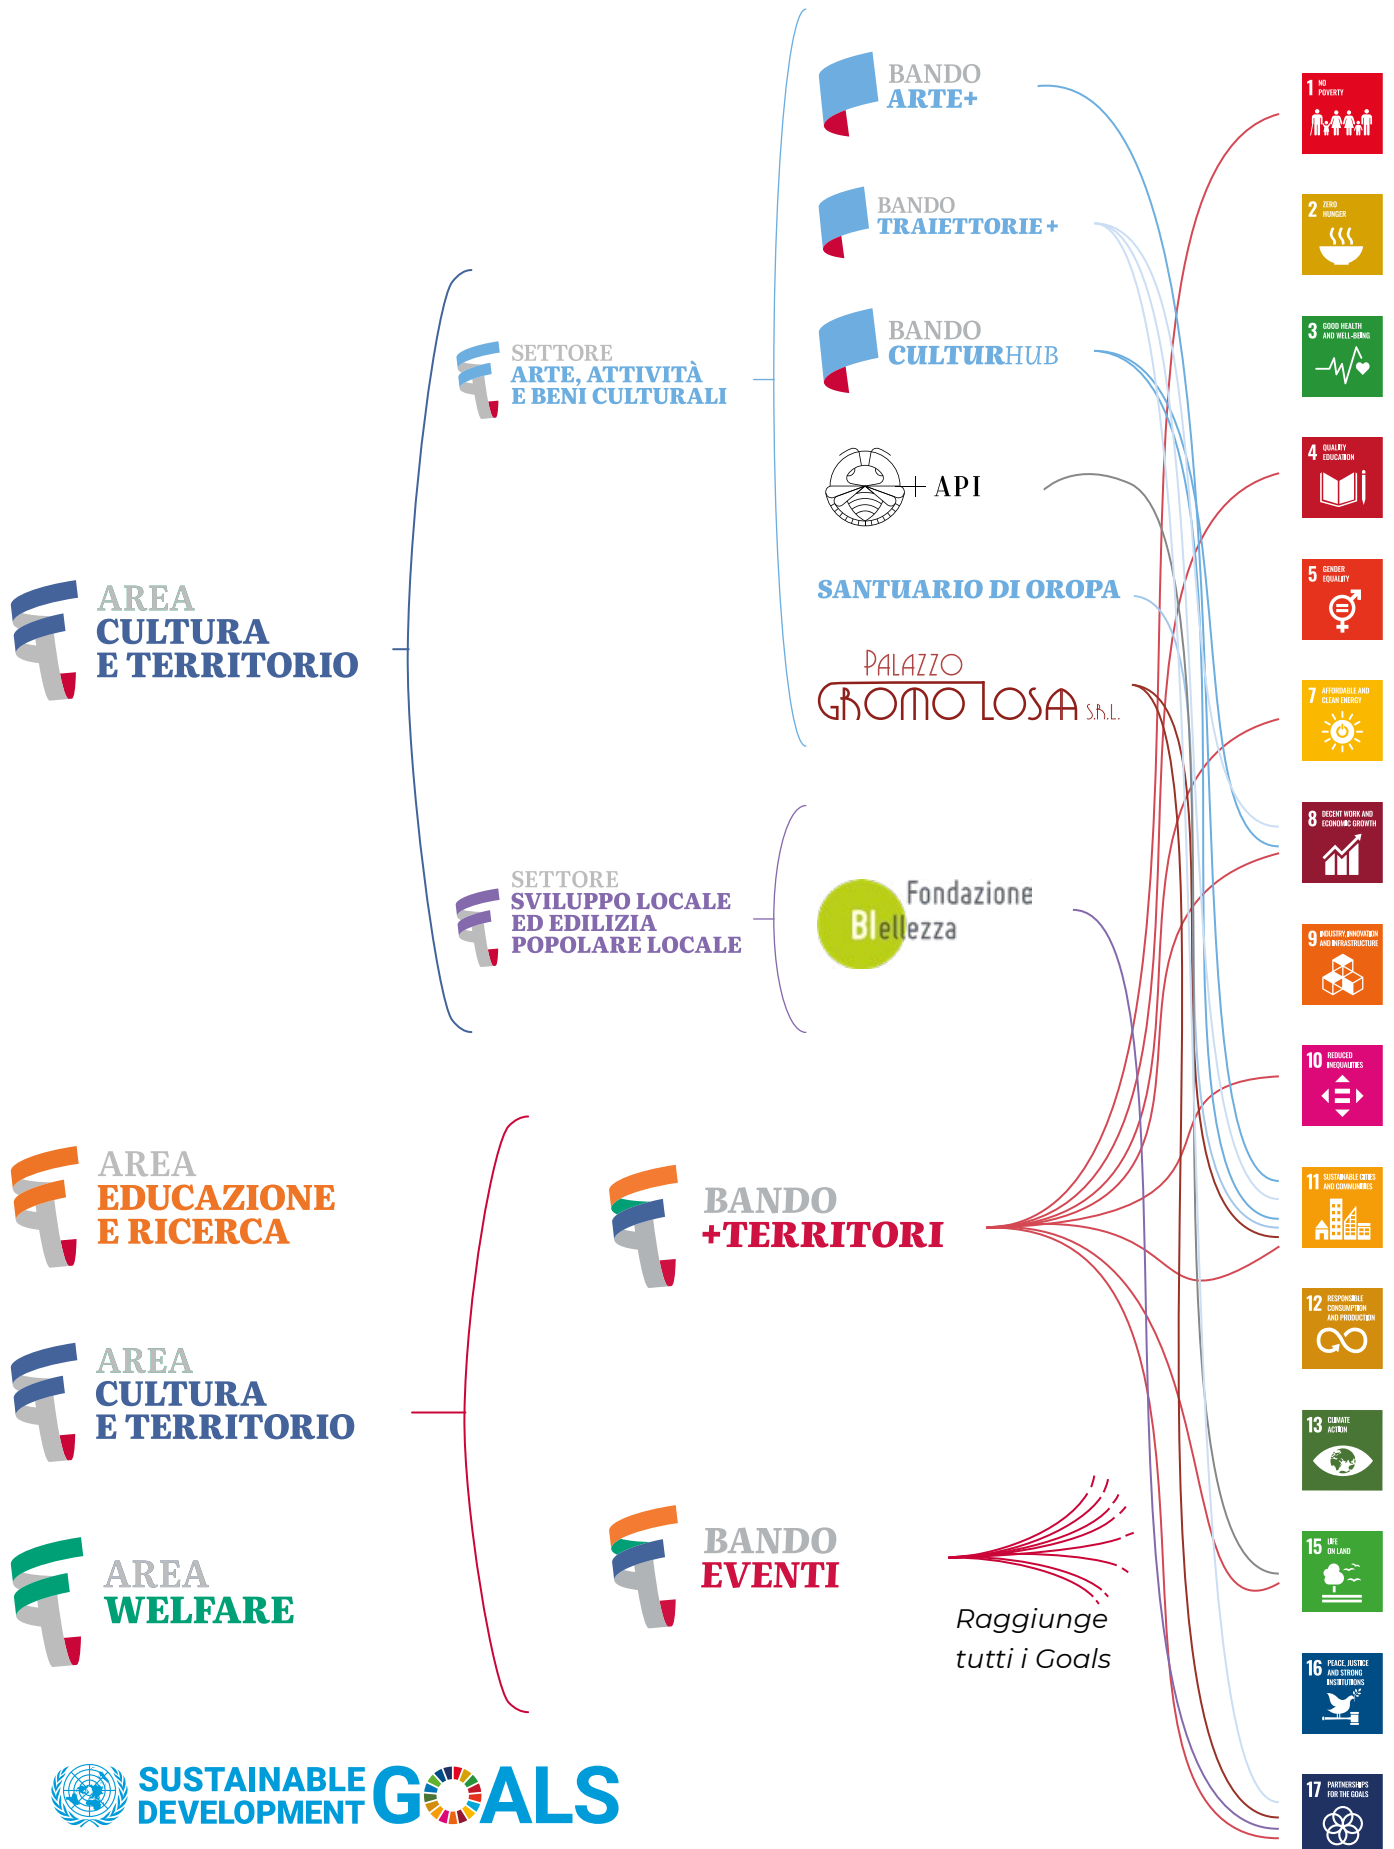 BANDO
ARTE+
BANDO
TRAIETTORIE+
BANDO
CULTURHUB
SETTORE
ARTE, ATTIVITÀ
E BENI CULTURALI
+ API
SANTUARIO DI OROPA
PALAZZO
GROMO LOSA S.R.L.
AREA
CULTURA
E TERRITORIO
SETTORE
SVILUPPO LOCALE
ED EDILIZIA
POPOLARE LOCALE
Fondazione
BIellezza
AREA
EDUCAZIONE
E RICERCA
BANDO
+TERRITORI
AREA
CULTURA
E TERRITORIO
BANDO
EVENTI
AREA
WELFARE
Raggiunge
tutti i Goals
SUSTAINABLE
DEVELOPMENT
GOALS
1 NO
POVERTY
2 ZERO
HUNGER
3 GOOD HEALTH
AND WELL-BEING
4 QUALITY
EDUCATION
5 GENDER
EQUALITY
7 AFFORDABLE AND
CLEAN ENERGY
8 DECENT WORK AND
ECONOMIC GROWTH
9 INDUSTRY, INNOVATION
AND INFRASTRUCTURE
10 REDUCED
INEQUALITIES
11 SUSTAINABLE CITIES
AND COMMUNITIES
12 RESPONSIBLE
CONSUMPTION
AND PRODUCTION
13 CLIMATE
ACTION
15 LIFE
ON LAND
16 PEACE, JUSTICE
AND STRONG
INSTITUTIONS
17 PARTNERSHIPS
FOR THE GOALS